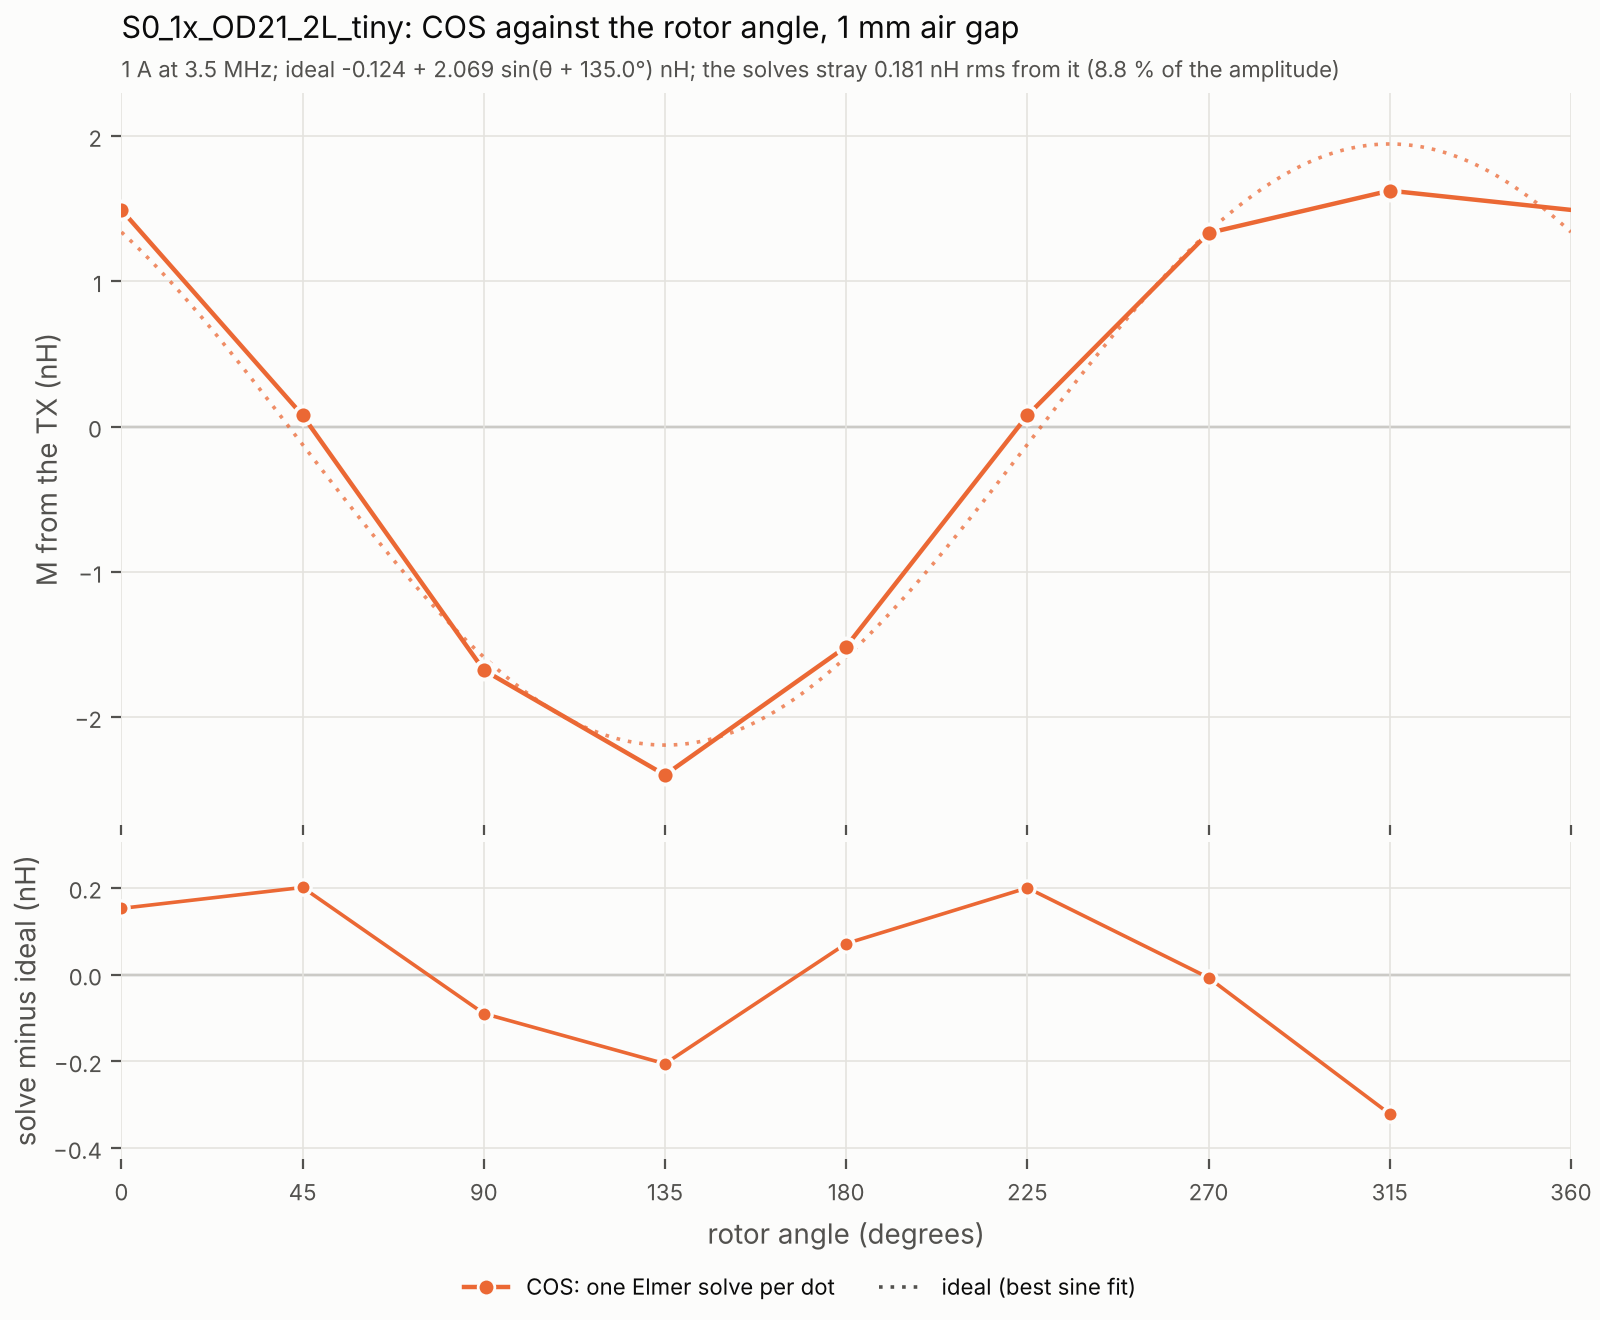 S0_1x_OD21_2L_tiny: COS against the rotor angle, 1 mm air gap
1 A at 3.5 MHz; ideal -0.124 + 2.069 sin(θ + 135.0°) nH; the solves stray 0.181 nH rms from it (8.8 % of the amplitude)
M from the TX (nH)
2
1
0
−1
−2
solve minus ideal (nH)
0.2
0.0
−0.2
−0.4
0 45 90 135 180 225 270 315 360
rotor angle (degrees)
COS: one Elmer solve per dot ideal (best sine fit)